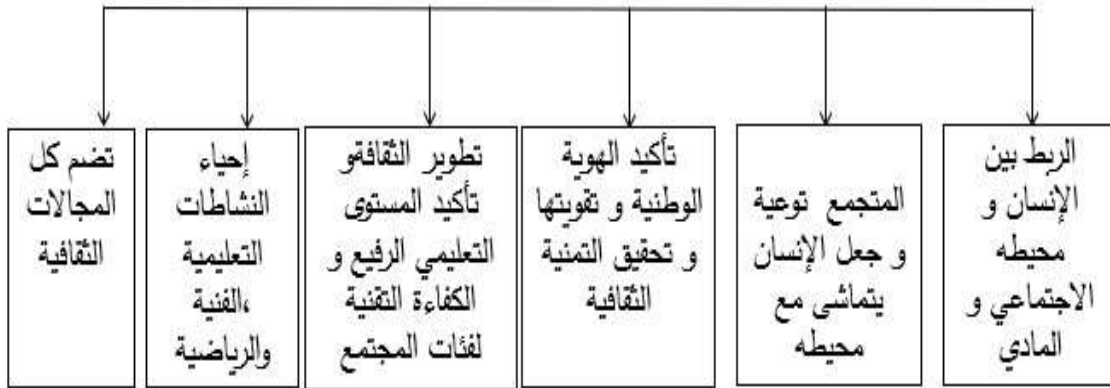 الربط بين
الإنسان و
محيطه
الاجتماعي و
المادي
المتجمع توعية
و جعل الإنسان
يتماشى مع
محيطه
تأكيد الهوية
الوطنية و تقويتها
و تحقيق التمنية
الثقافية
تطوير الثقافةو
تأكيد المستوى
التعليمي الرفيع و
الكفاءة التقنية
لفئات المجتمع
إحياء
النشاطات
التعليمية
،الفنية
والرياضية
تضم كل
المجالات
الثقافية